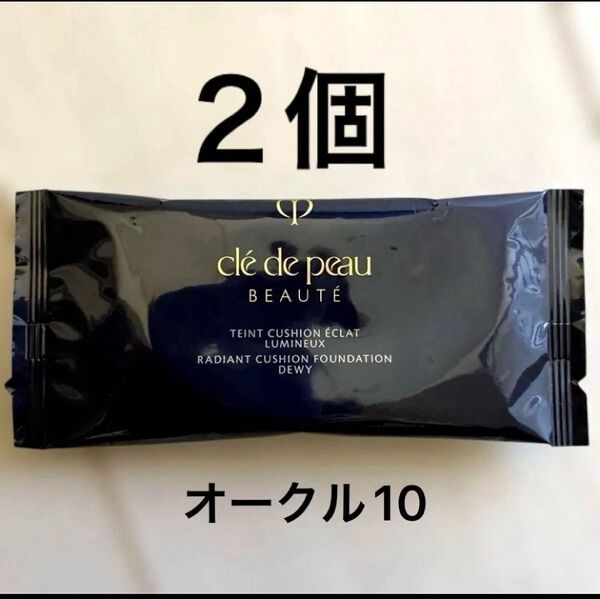 ２個
clé de peau
BEAUTÉ
TEINT CUSHION ÉCLAT
LUMINEUX
RADIANT CUSHION FOUNDATION
DEWY
オークル10